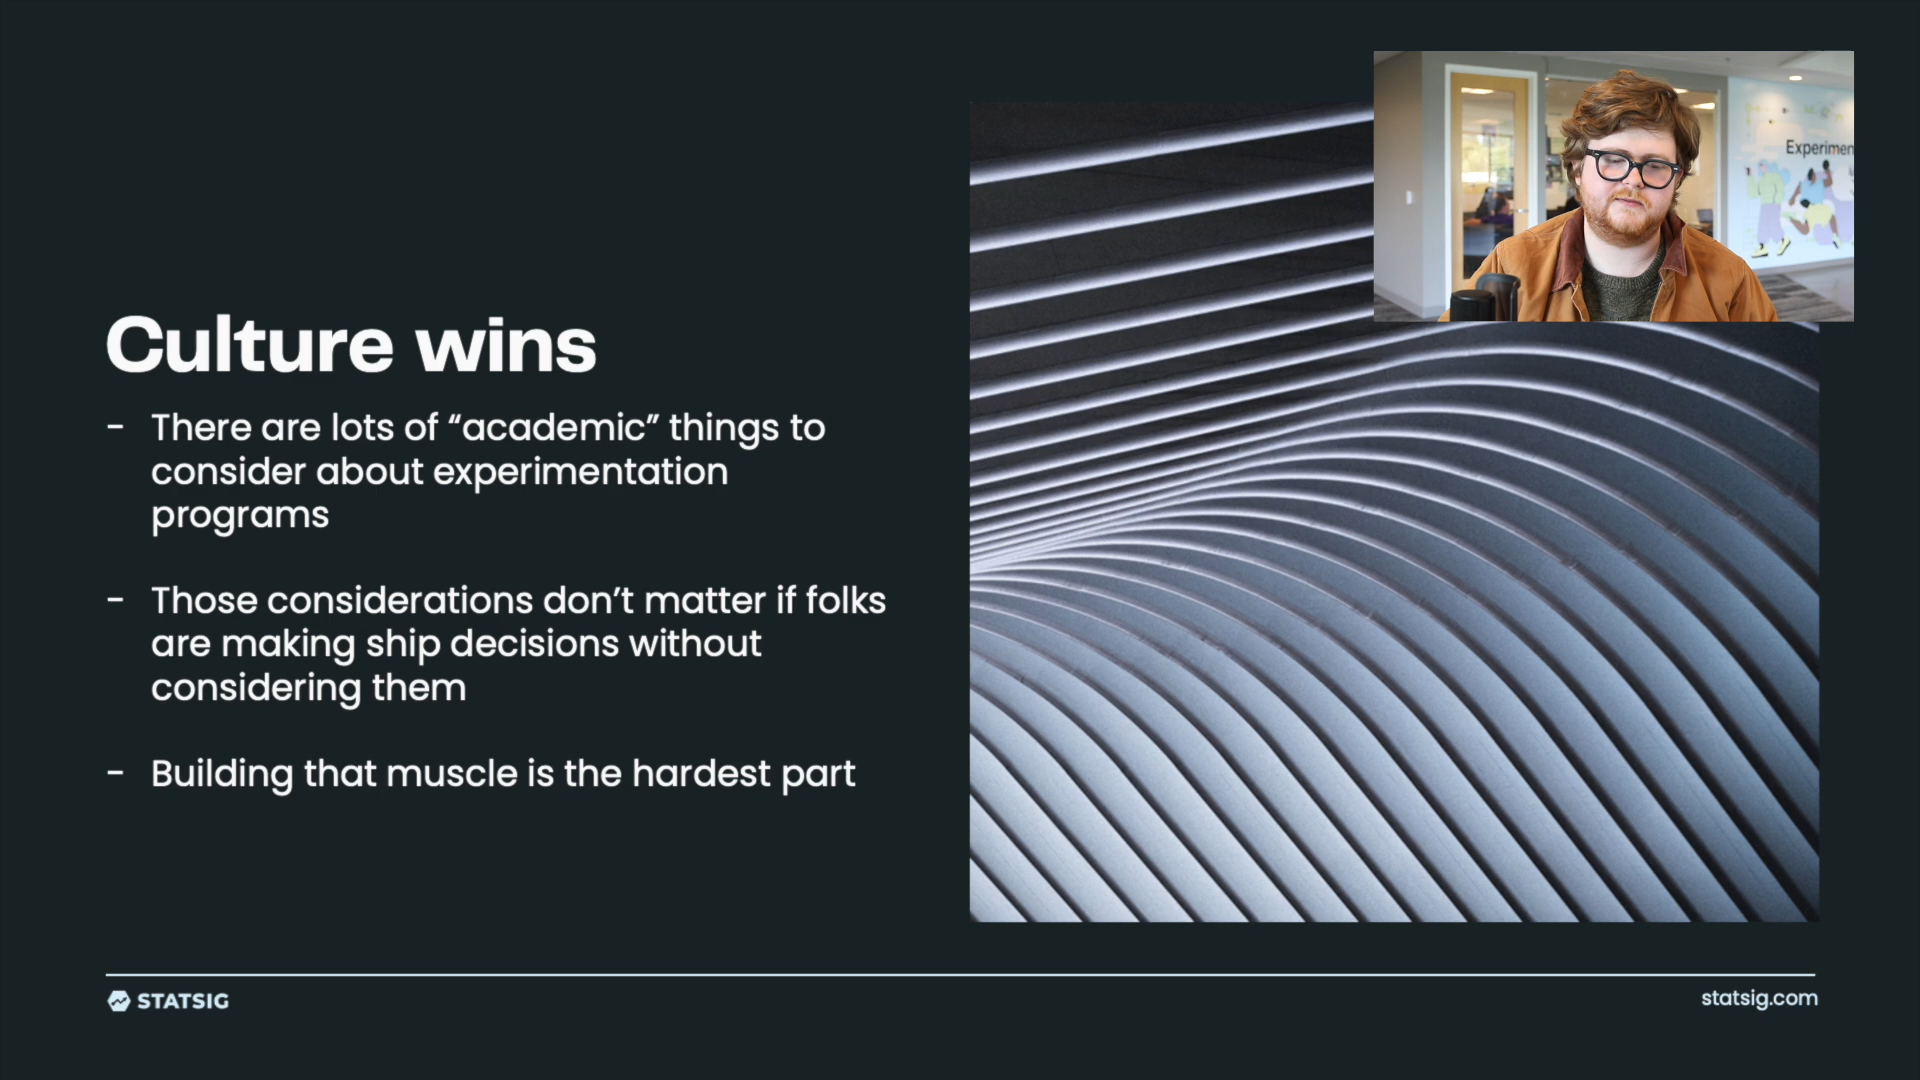 Experimen
Culture wins
- There are lots of “academic” things to
consider about experimentation
programs
- Those considerations don’t matter if folks
are making ship decisions without
considering them
- Building that muscle is the hardest part
STATSIG
statsig.com